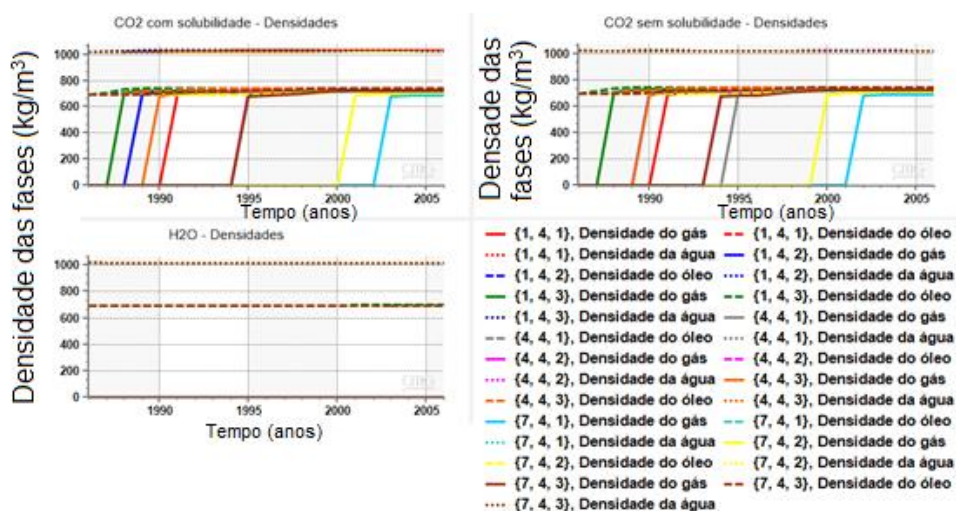 CO2 com solubilidade - Densidades
CO2 sem solubilidade - Densidades
Densidade das fases (kg/m³)
Densade das
fases (kg/m³)
1000
800
600
400
200
0
1990
1995
2000
2005
Tempo (anos)
1000
800
600
400
200
0
1990
1995
2000
2005
Tempo (anos)
H2O - Densidades
1000
800
600
400
200
0
1990
1995
2000
2005
Tempo (anos)
{1, 4, 1}, Densidade do gás
{1, 4, 1}, Densidade do óleo
{1, 4, 1}, Densidade da água
{1, 4, 2}, Densidade do gás
{1, 4, 2}, Densidade do óleo
{1, 4, 2}, Densidade da água
{1, 4, 3}, Densidade do gás
{1, 4, 3}, Densidade do óleo
{1, 4, 3}, Densidade da água
{4, 4, 1}, Densidade do gás
{4, 4, 1}, Densidade do óleo
{4, 4, 1}, Densidade da água
{4, 4, 2}, Densidade do gás
{4, 4, 2}, Densidade do óleo
{4, 4, 2}, Densidade da água
{4, 4, 3}, Densidade do gás
{4, 4, 3}, Densidade do óleo
{4, 4, 3}, Densidade da água
{7, 4, 1}, Densidade do gás
{7, 4, 1}, Densidade do óleo
{7, 4, 1}, Densidade da água
{7, 4, 2}, Densidade do gás
{7, 4, 2}, Densidade do óleo
{7, 4, 2}, Densidade da água
{7, 4, 3}, Densidade do gás
{7, 4, 3}, Densidade do óleo
{7, 4, 3}, Densidade da água